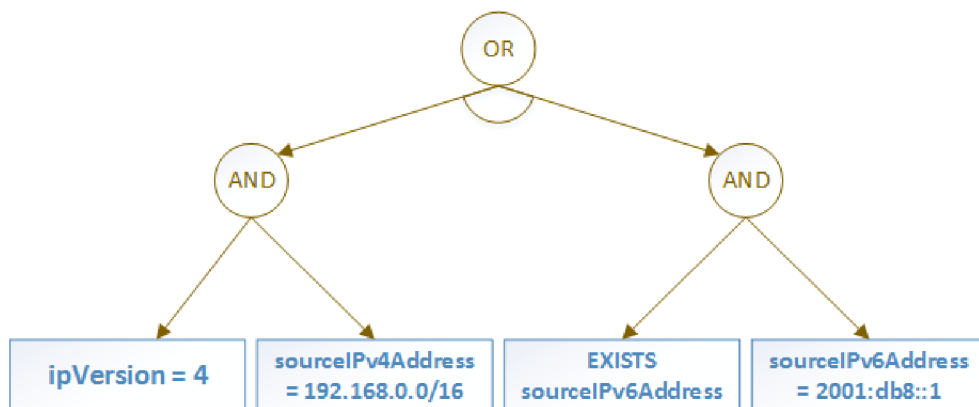 OR
AND
AND
ipVersion = 4
sourceIPv4Address
= 192.168.0.0/16
EXISTS
sourceIPv6Address
sourceIPv6Address
= 2001:db8::1